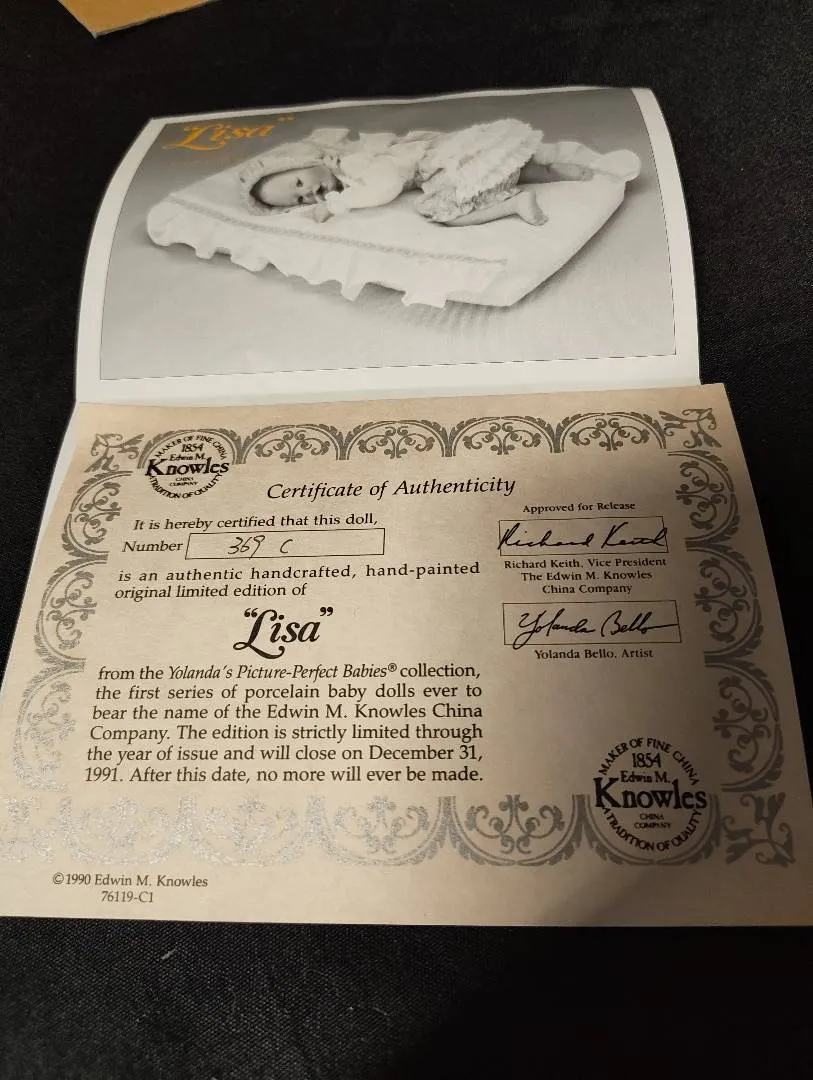 "Lisa"
MAKER OF FINE CHINA
1854
Edwin M.
Knowles
CHINA
COMPANY
TRADITION OF QUALITY
Certificate of Authenticity
It is hereby certified that this doll,
Number 369 C
is an authentic handcrafted, hand-painted
original limited edition of
"Lisa"
from the Yolanda's Picture-Perfect Babies® collection,
the first series of porcelain baby dolls ever to
bear the name of the Edwin M. Knowles China
Company. The edition is strictly limited through
the year of issue and will close on December 31,
1991. After this date, no more will ever be made.
Approved for Release
Richard Keith
Richard Keith, Vice President
The Edwin M. Knowles
China Company
Yolanda Bello
Yolanda Bello, Artist
MAKER OF FINE CHINA
1854
Edwin M.
Knowles
CHINA
COMPANY
TRADITION OF QUALITY
©1990 Edwin M. Knowles
76119-C1